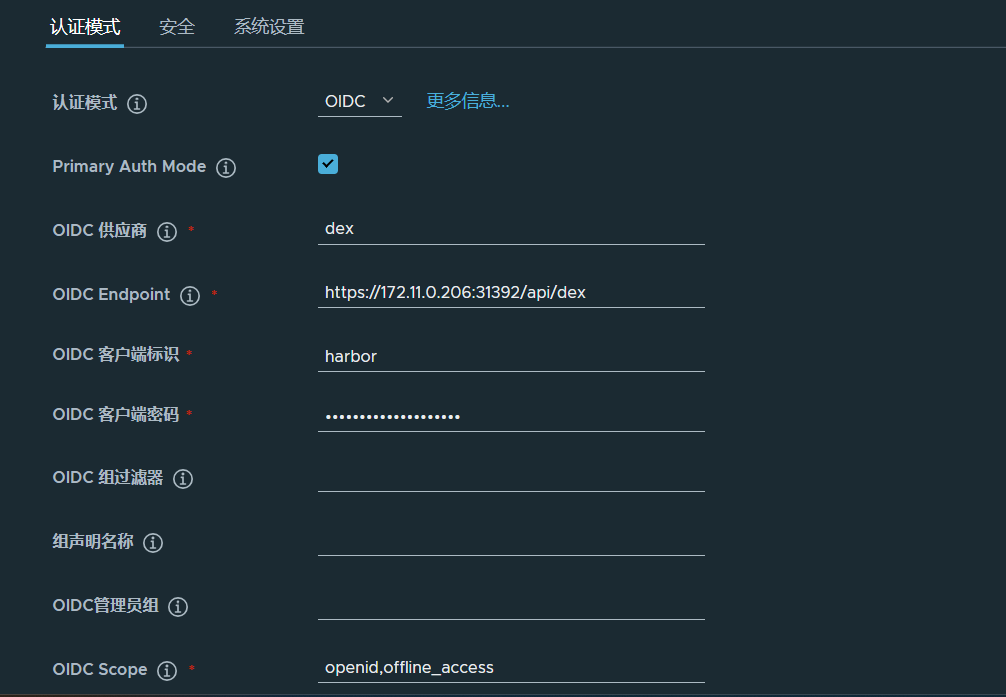 认证模式 安全 系统设置
认证模式 OIDC 更多信息...
Primary Auth Mode
OIDC 供应商 * dex
OIDC Endpoint * https://172.11.0.206:31392/api/dex
OIDC 客户端标识 * harbor
OIDC 客户端密码 * ••••••••••••••••••••
OIDC 组过滤器
组声明名称
OIDC管理员组
OIDC Scope * openid,offline_access